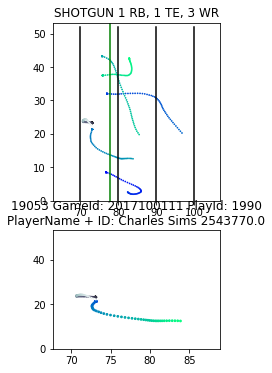 SHOTGUN 1 RB, 1 TE, 3 WR
50
40
30
20
10
0
70 80 90 100
19053 GameId: 2017100111 PlayId: 1990
PlayerName + ID: Charles Sims 2543770.0
40
20
0
70 75 80 85